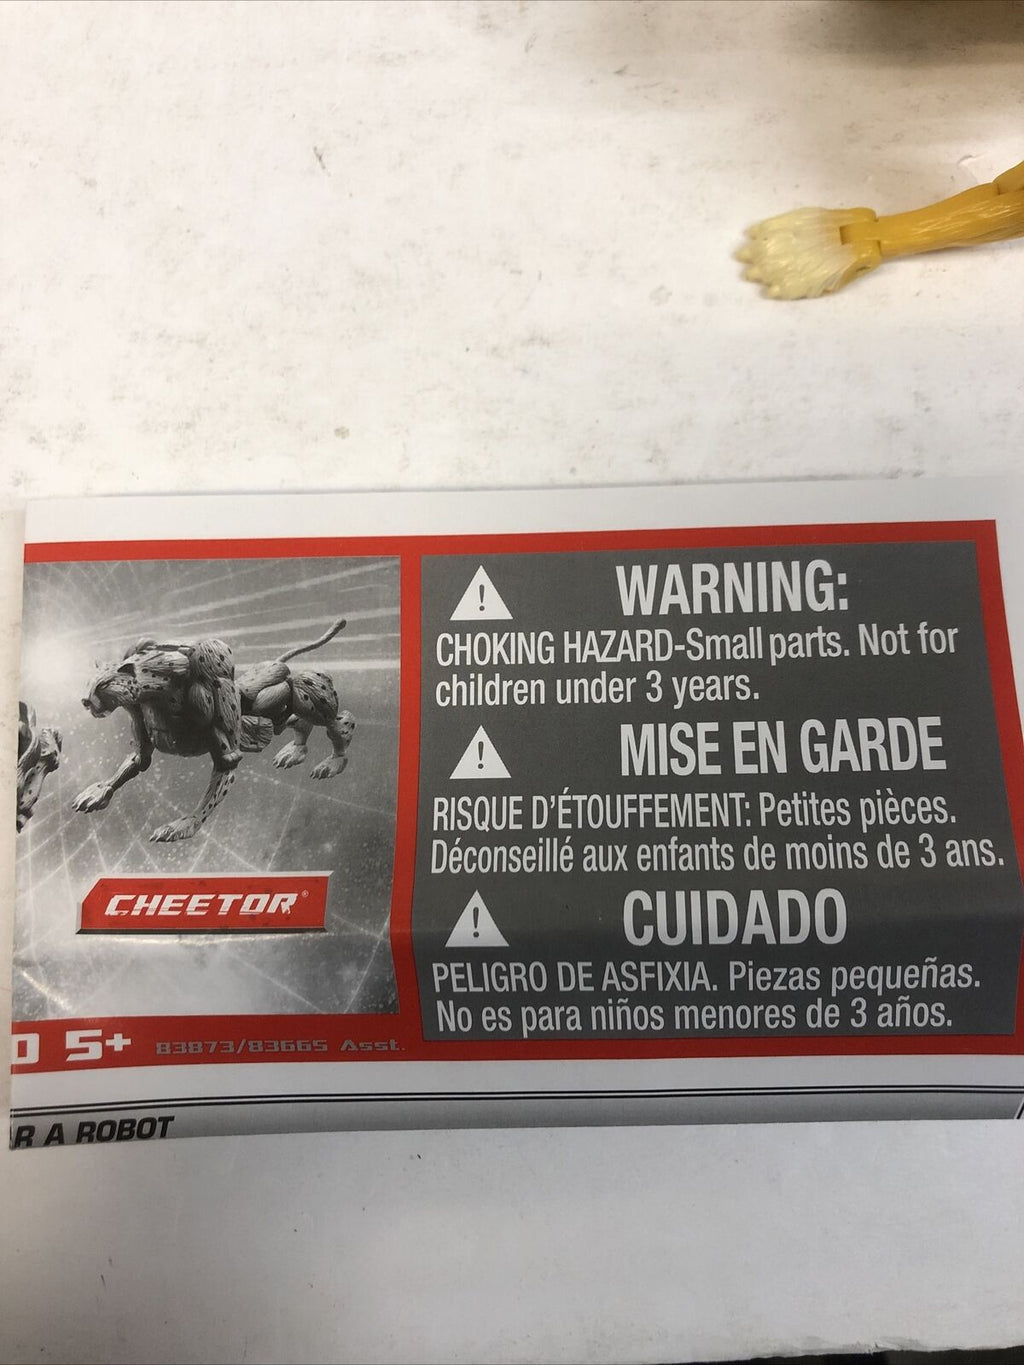 WARNING:
CHOKING HAZARD-Small parts. Not for
children under 3 years.
MISE EN GARDE
RISQUE D'ÉTOUFFEMENT: Petites pièces.
Déconseillé aux enfants de moins de 3 ans.
CUIDADO
PELIGRO DE ASFIXIA. Piezas pequeñas.
No es para niños menores de 3 años.
CHEETOR®
5+ 83873/83665 Asst.
R A ROBOT